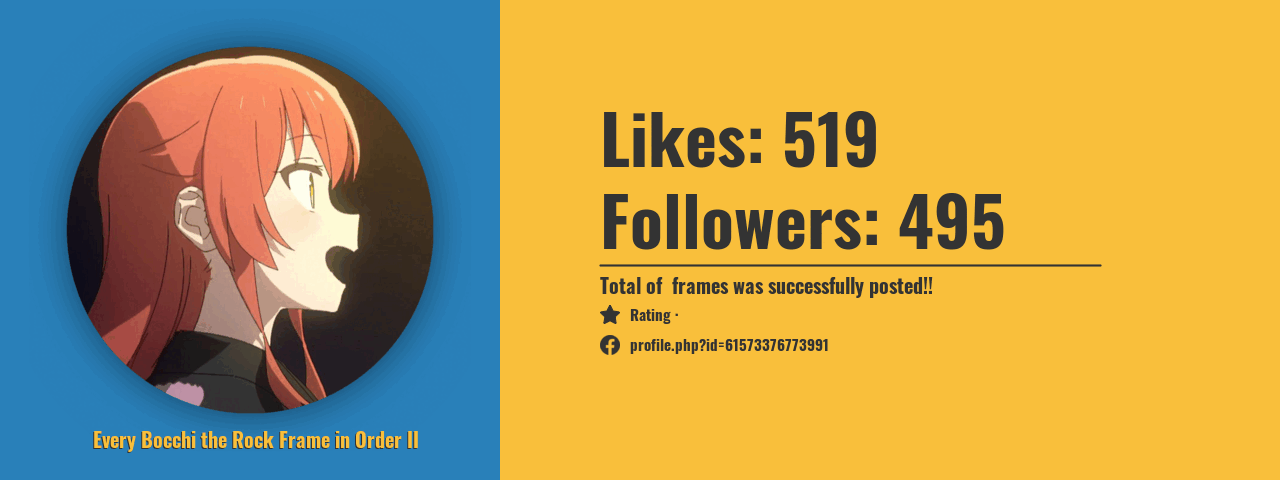 Likes: 519
Followers: 495
Total of  frames was successfully posted!!
Rating ·
profile.php?id=61573376773991
Every Bocchi the Rock Frame in Order II